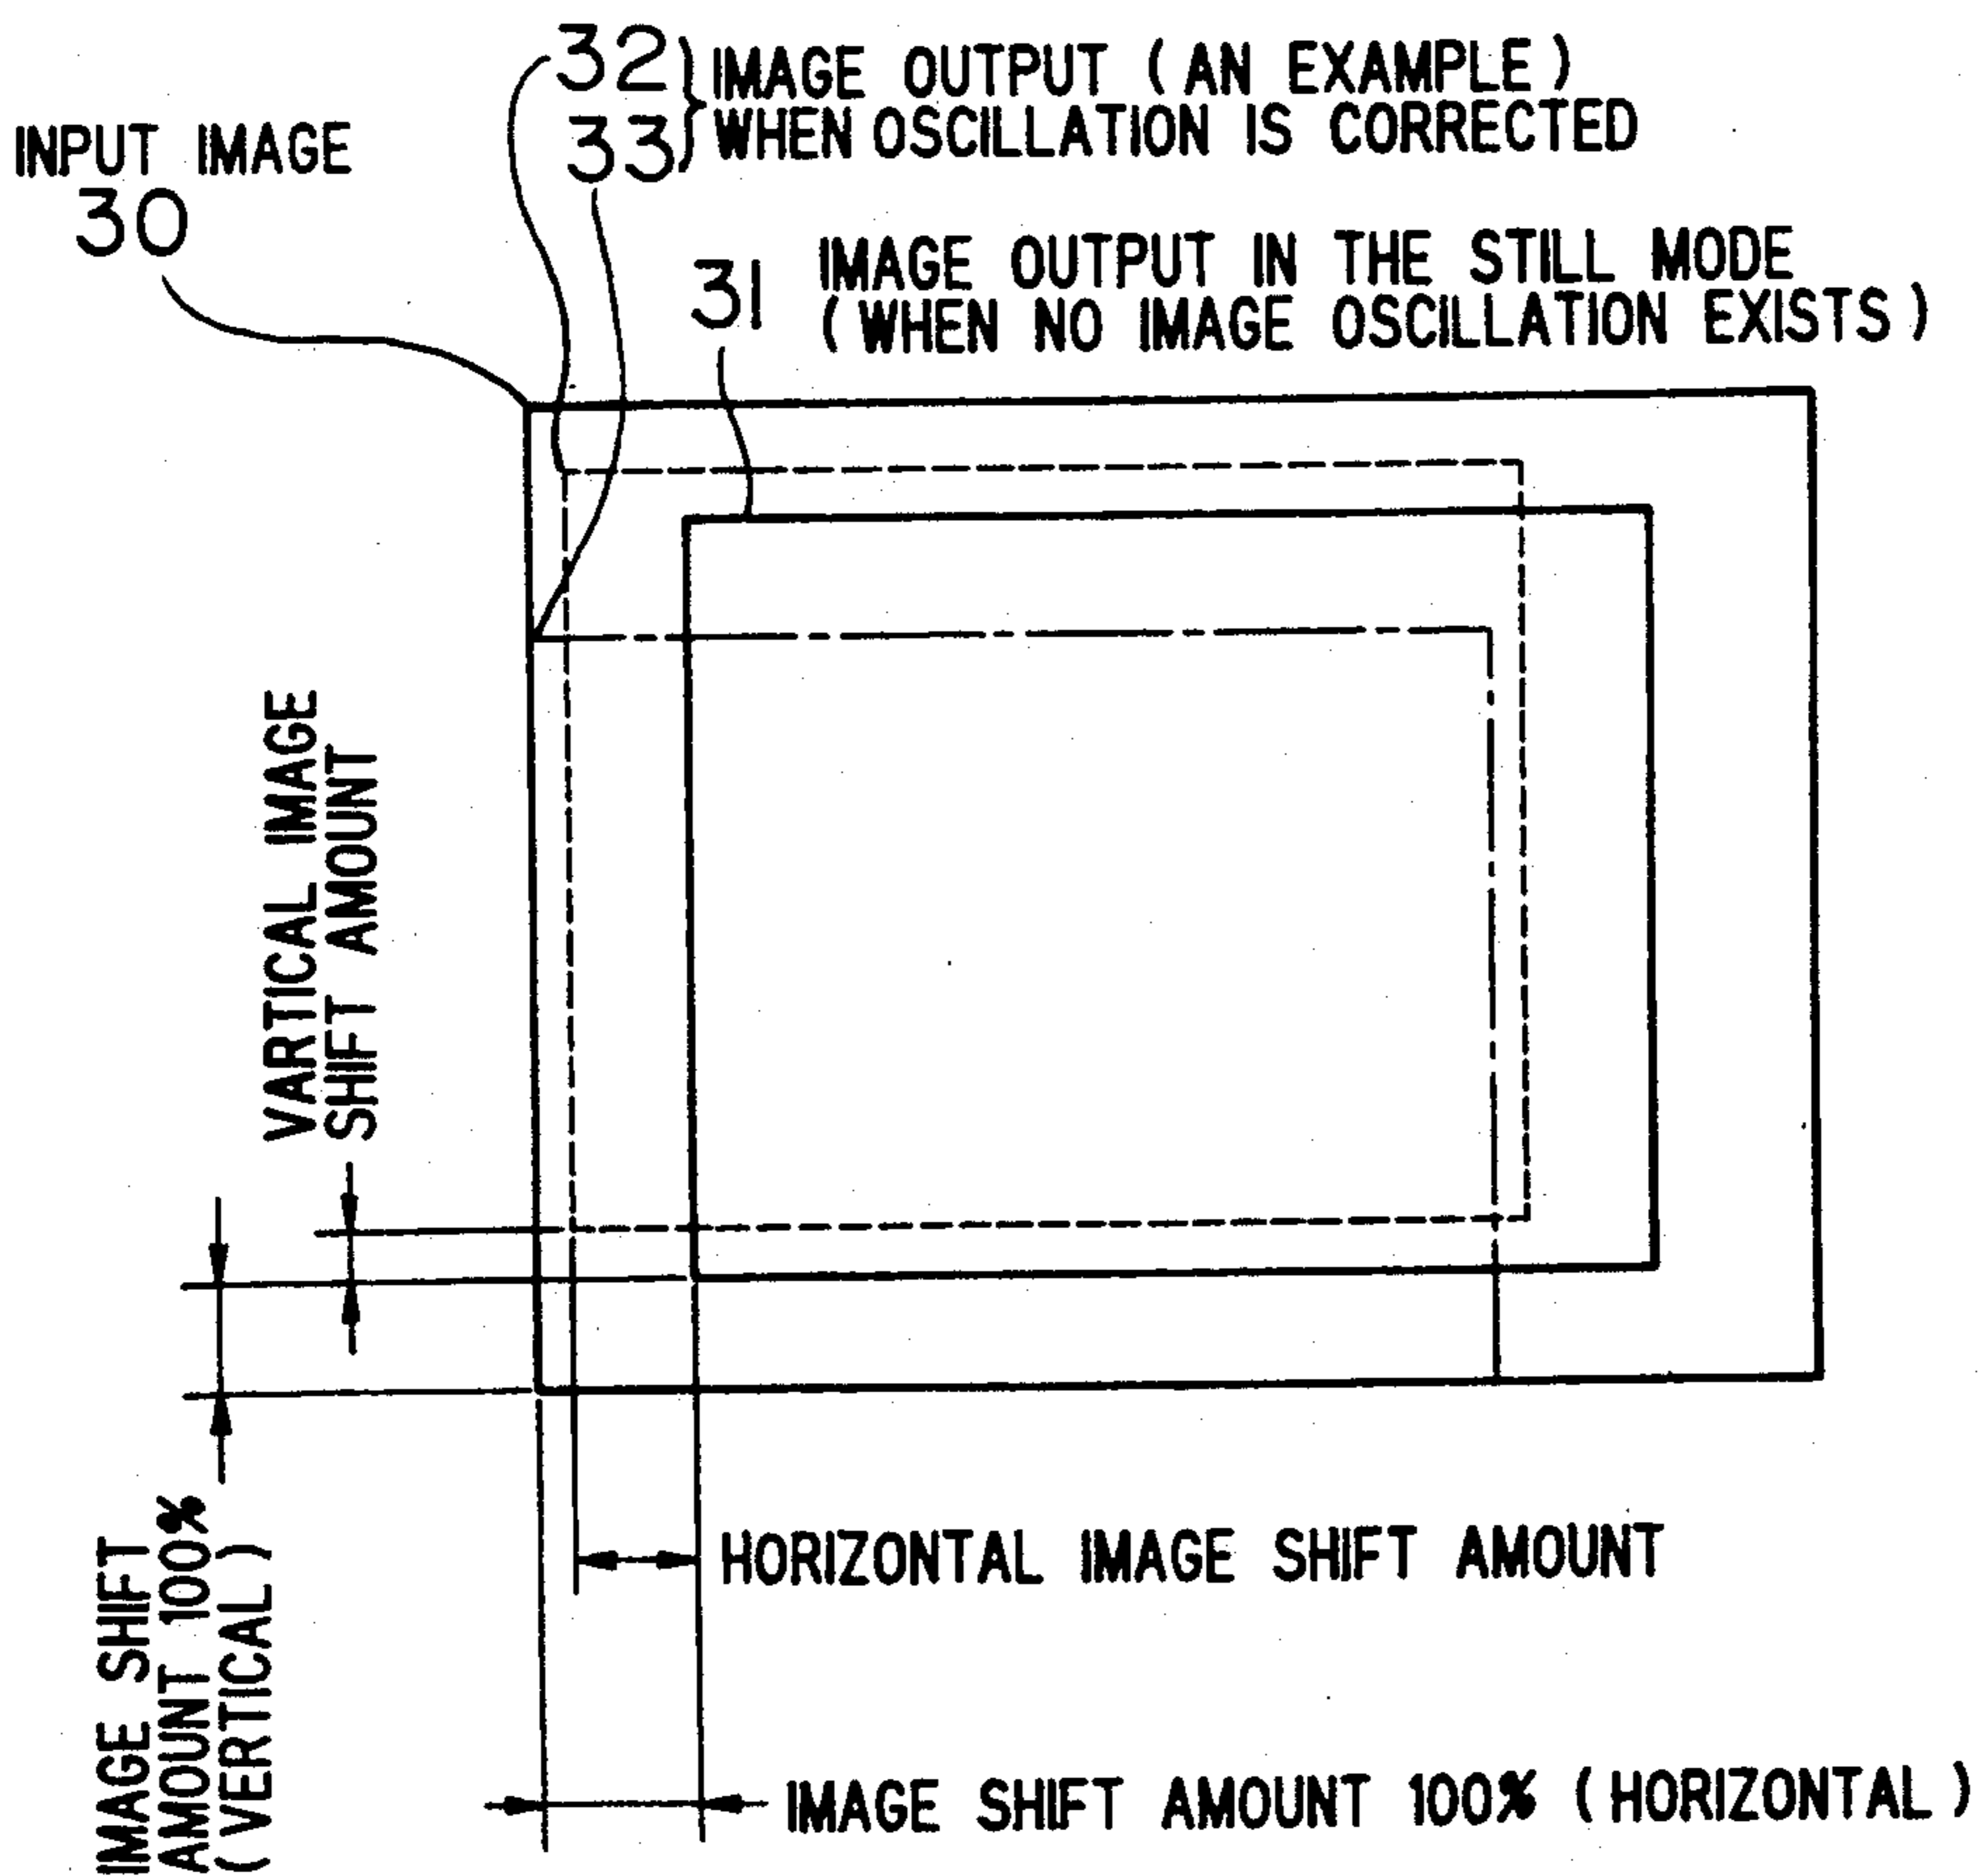 32
33
IMAGE OUTPUT ( AN EXAMPLE )
WHEN OSCILLATION IS CORRECTED
INPUT IMAGE
30
31
IMAGE OUTPUT IN THE STILL MODE
( WHEN NO IMAGE OSCILLATION EXISTS )
VARTICAL IMAGE
SHIFT AMOUNT
IMAGE SHIFT
AMOUNT 100%
( VERTICAL )
HORIZONTAL IMAGE SHIFT AMOUNT
IMAGE SHIFT AMOUNT 100% ( HORIZONTAL )